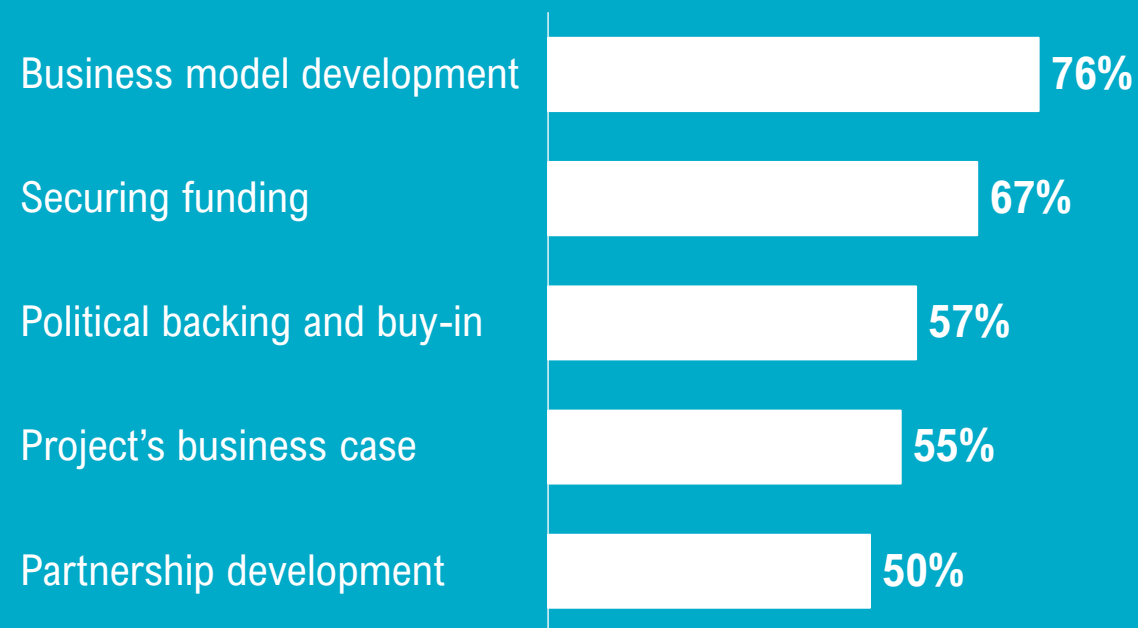 Business model development 76%
Securing funding 67%
Political backing and buy-in 57%
Project’s business case 55%
Partnership development 50%